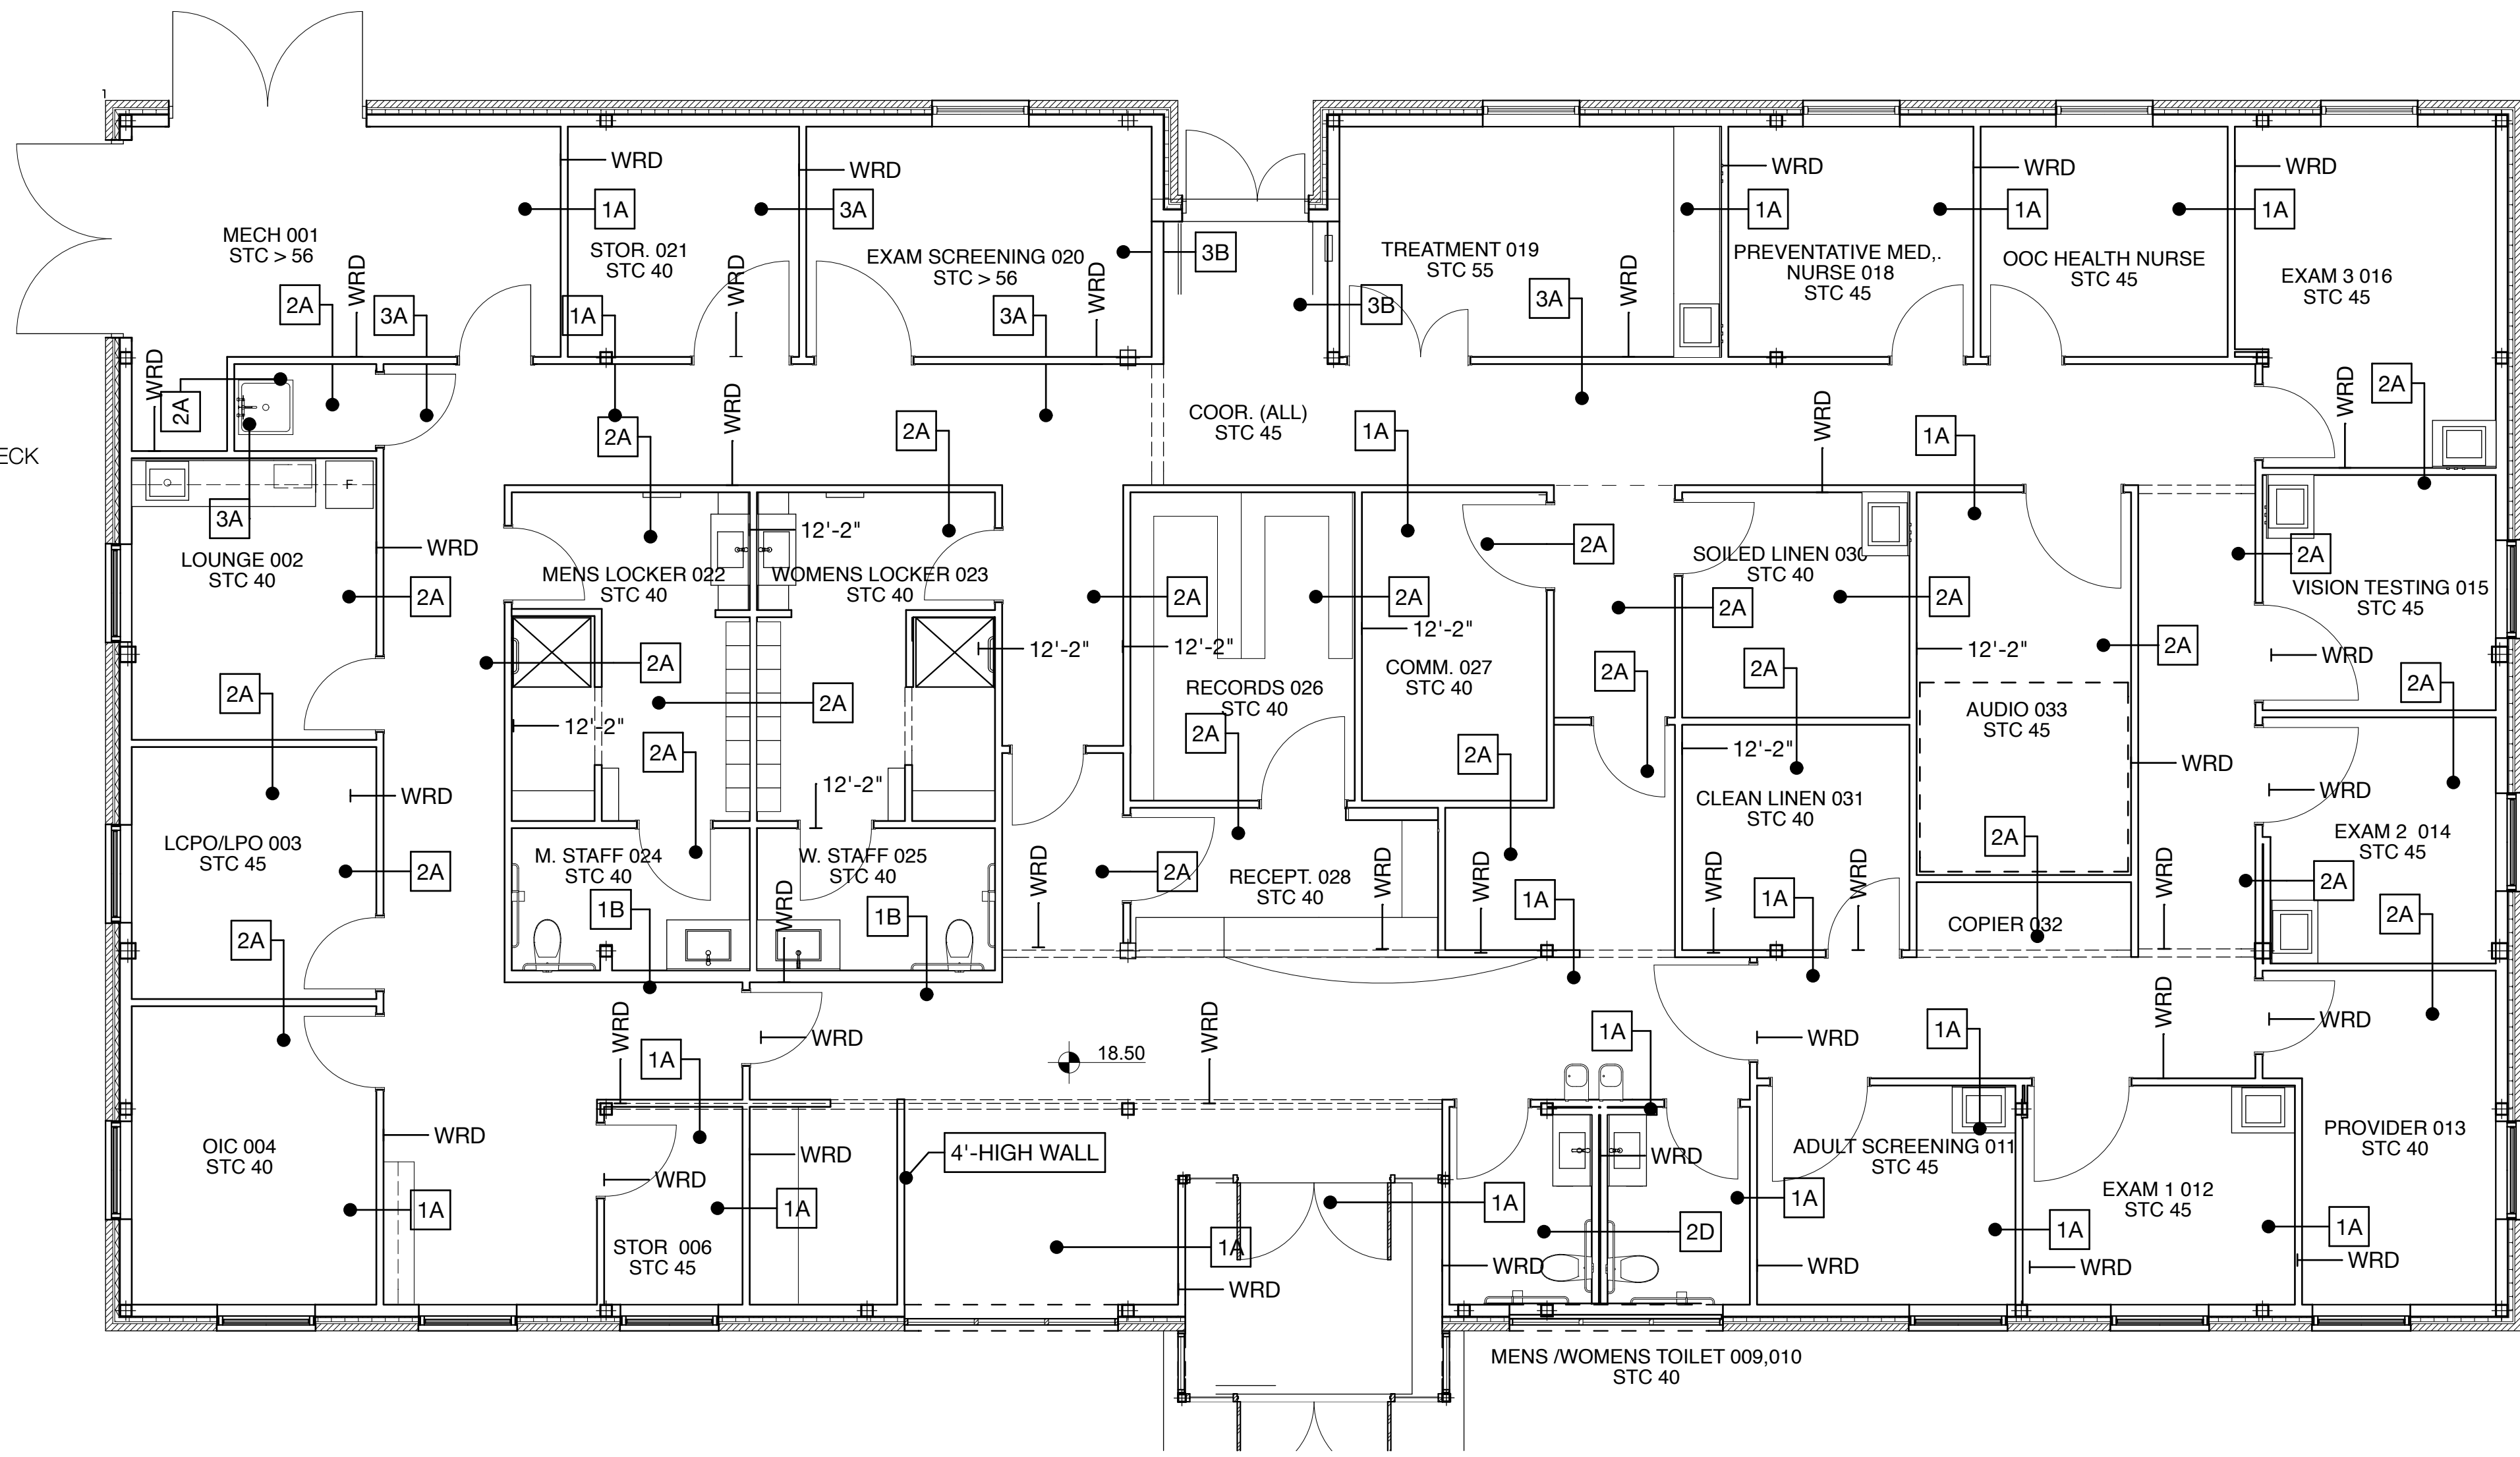 1
WRD
WRD
WRD
WRD
WRD
1A
3A
1A
1A
1A
MECH 001
STC > 56
STOR. 021
STC 40
EXAM SCREENING 020
STC > 56
3B
TREATMENT 019
STC 55
PREVENTATIVE MED,.
NURSE 018
STC 45
OOC HEALTH NURSE
STC 45
EXAM 3 016
STC 45
2A
WRD
3A
1A
WRD
3A
WRD
3B
3A
WRD
WRD
2A
2A
WRD
2A
COOR. (ALL)
STC 45
1A
WRD
1A
WRD
2A
ECK
F
3A
LOUNGE 002
STC 40
WRD
2A
MENS LOCKER 022
STC 40
12'-2"
WOMENS LOCKER 023
STC 40
2A
2A
2A
SOILED LINEN 030
STC 40
2A
2A
2A
VISION TESTING 015
STC 45
2A
12'-2"
12'-2"
12'-2"
12'-2"
2A
WRD
2A
2A
12'-2"
2A
RECORDS 026
STC 40
COMM. 027
STC 40
2A
2A
AUDIO 033
STC 45
2A
2A
2A
2A
12'-2"
WRD
WRD
WRD
12'-2"
LCPO/LPO 003
STC 45
2A
M. STAFF 024
STC 40
W. STAFF 025
STC 40
WRD
2A
RECEPT. 028
STC 40
WRD
WRD
CLEAN LINEN 031
STC 40
WRD
WRD
2A
WRD
EXAM 2 014
STC 45
2A
2A
2A
1B
WRD
1B
1A
1A
COPIER 032
WRD
1A
WRD
18.50
WRD
1A
WRD
1A
WRD
WRD
OIC 004
STC 40
WRD
WRD
WRD
4'-HIGH WALL
WRD
ADULT SCREENING 011
STC 45
PROVIDER 013
STC 40
1A
STOR 006
STC 45
1A
1A
1A
WRD
WRD
2D
1A
WRD
1A
EXAM 1 012
STC 45
WRD
1A
WRD
MENS /WOMENS TOILET 009,010
STC 40